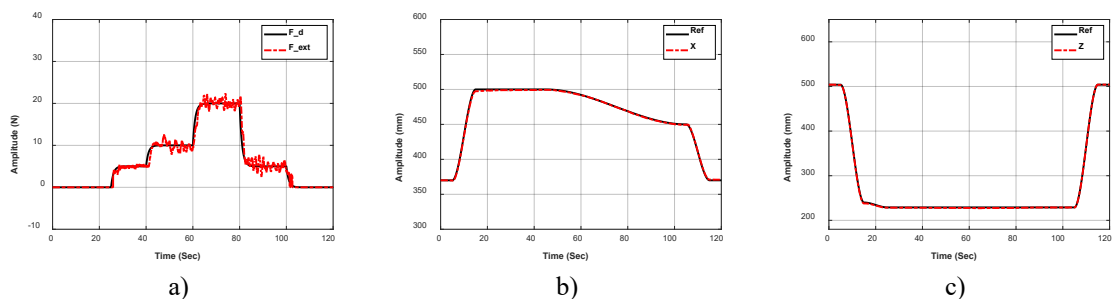 40
30
20
10
0
-10
Amplitude (N)
0 20 40 60 80 100 120
Time (Sec)
F_d
F_ext
a)
600
550
500
450
400
350
300
Amplitude (mm)
0 20 40 60 80 100 120
Time (Sec)
Ref
X
b)
600
500
400
300
200
Amplitude (mm)
0 20 40 60 80 100 120
Time (Sec)
Ref
Z
c)